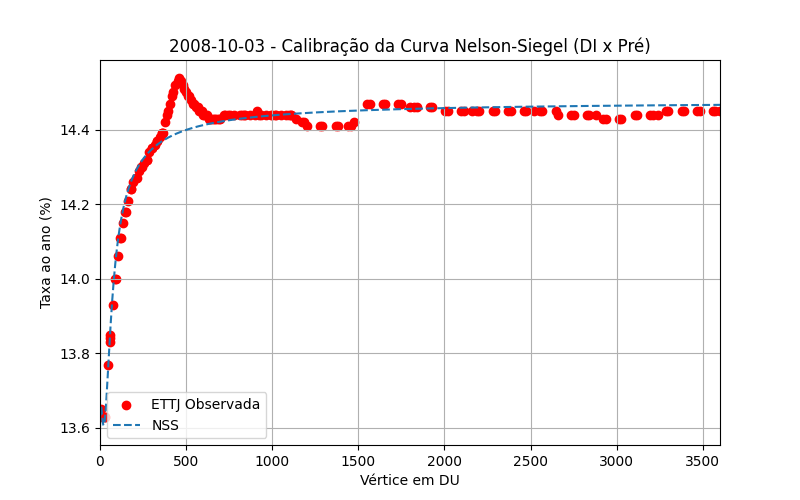 2008-10-03 - Calibração da Curva Nelson-Siegel (DI x Pré)
Taxa ao ano (%)
14.4
14.2
14.0
13.8
13.6
ETTJ Observada
NSS
0 500 1000 1500 2000 2500 3000 3500
Vértice em DU